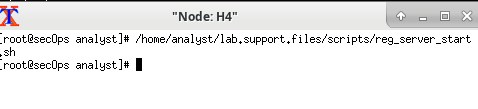 "Node: H4"
[root@secOps analyst]# /home/analyst/lab.support.files/scripts/reg_server_start
.sh
[root@secOps analyst]#